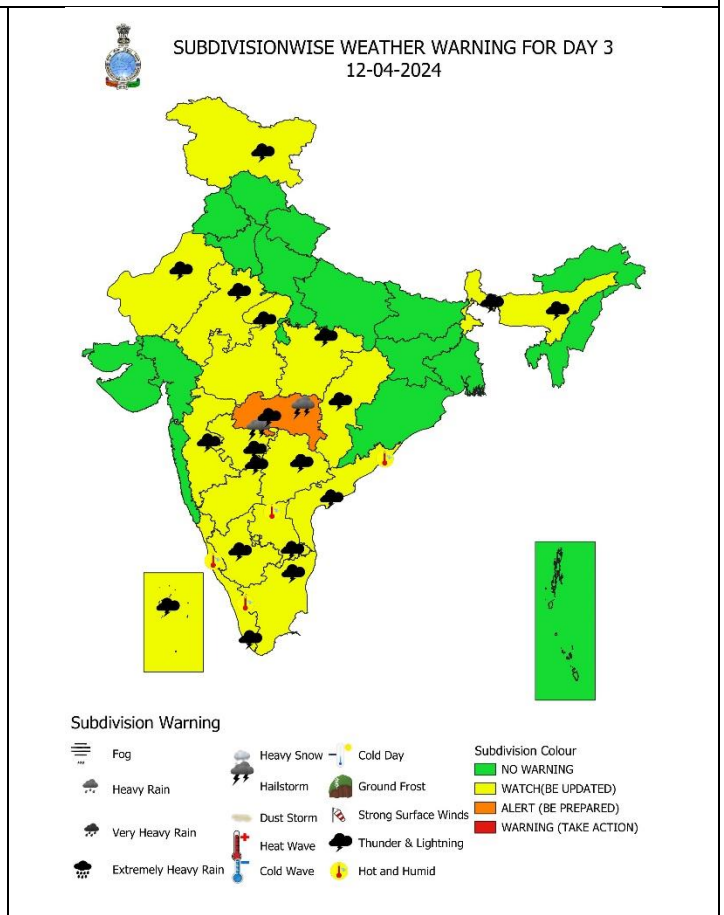 SUBDIVISIONWISE WEATHER WARNING FOR DAY 3
12-04-2024
Subdivision Warning
Fog
Heavy Rain
Very Heavy Rain
Extremely Heavy Rain
Heavy Snow
Hailstorm
Dust Storm
Heat Wave
Cold Wave
Cold Day
Ground Frost
Strong Surface Winds
Thunder & Lightning
Hot and Humid
Subdivision Colour
NO WARNING
WATCH(BE UPDATED)
ALERT (BE PREPARED)
WARNING (TAKE ACTION)